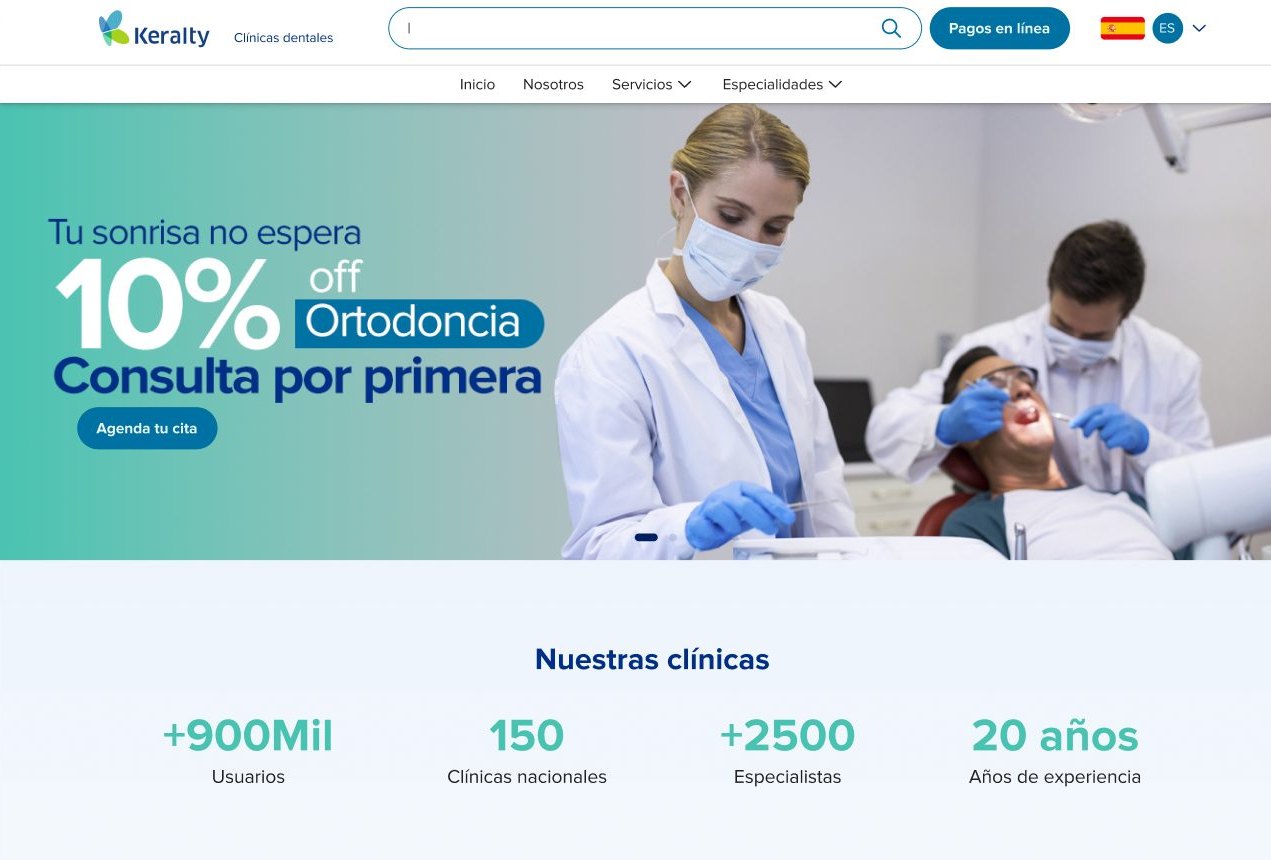 Keralty
Clínicas dentales
Pagos en línea
ES
Inicio
Nosotros
Servicios
Especialidades
Tu sonrisa no espera
10% off
Ortodoncia
Consulta por primera
Agenda tu cita
Nuestras clínicas
+900Mil
Usuarios
150
Clínicas nacionales
+2500
Especialistas
20 años
Años de experiencia